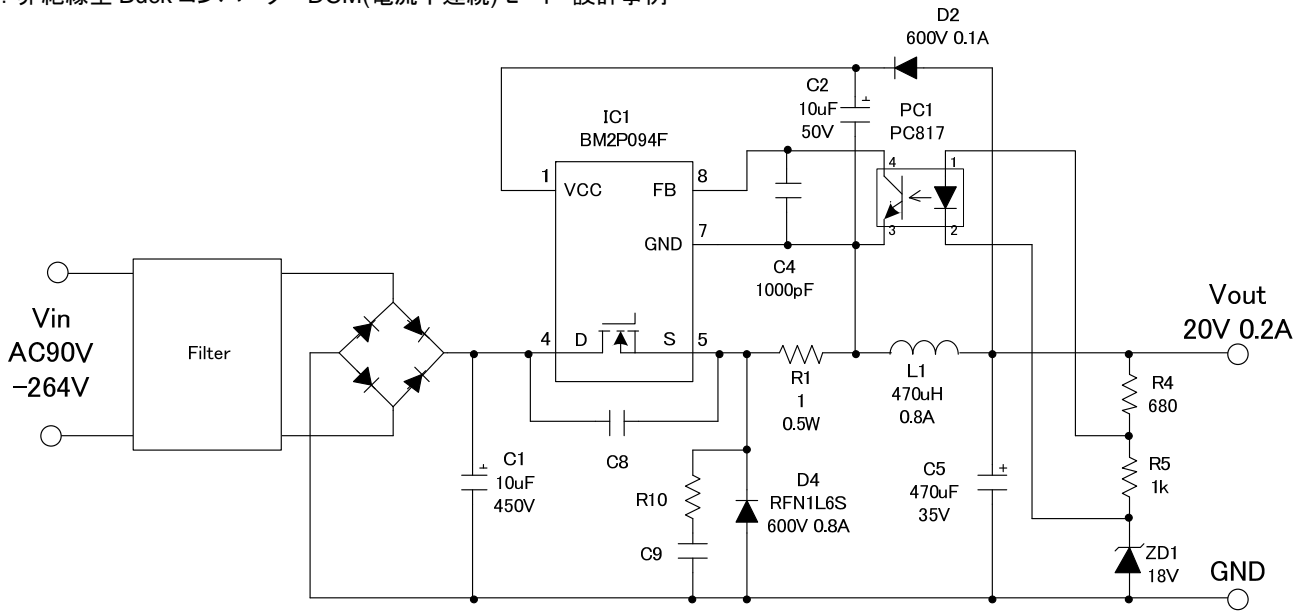 非絶縁型 Buck コンバーター DCM(電流不連続)モード 設計事例
D2
600V 0.1A
C2
10uF
50V
+
PC1
PC817
IC1
BM2P094F
1
VCC
FB
8
GND
7
4
D
S
5
4
3
1
2
C4
1000pF
Vin
AC90V
-264V
Filter
Vout
20V 0.2A
R1
1
0.5W
L1
470uH
0.8A
R4
680
C8
C1
10uF
450V
+
R10
C9
D4
RFN1L6S
600V 0.8A
C5
470uF
35V
+
R5
1k
ZD1
18V
GND